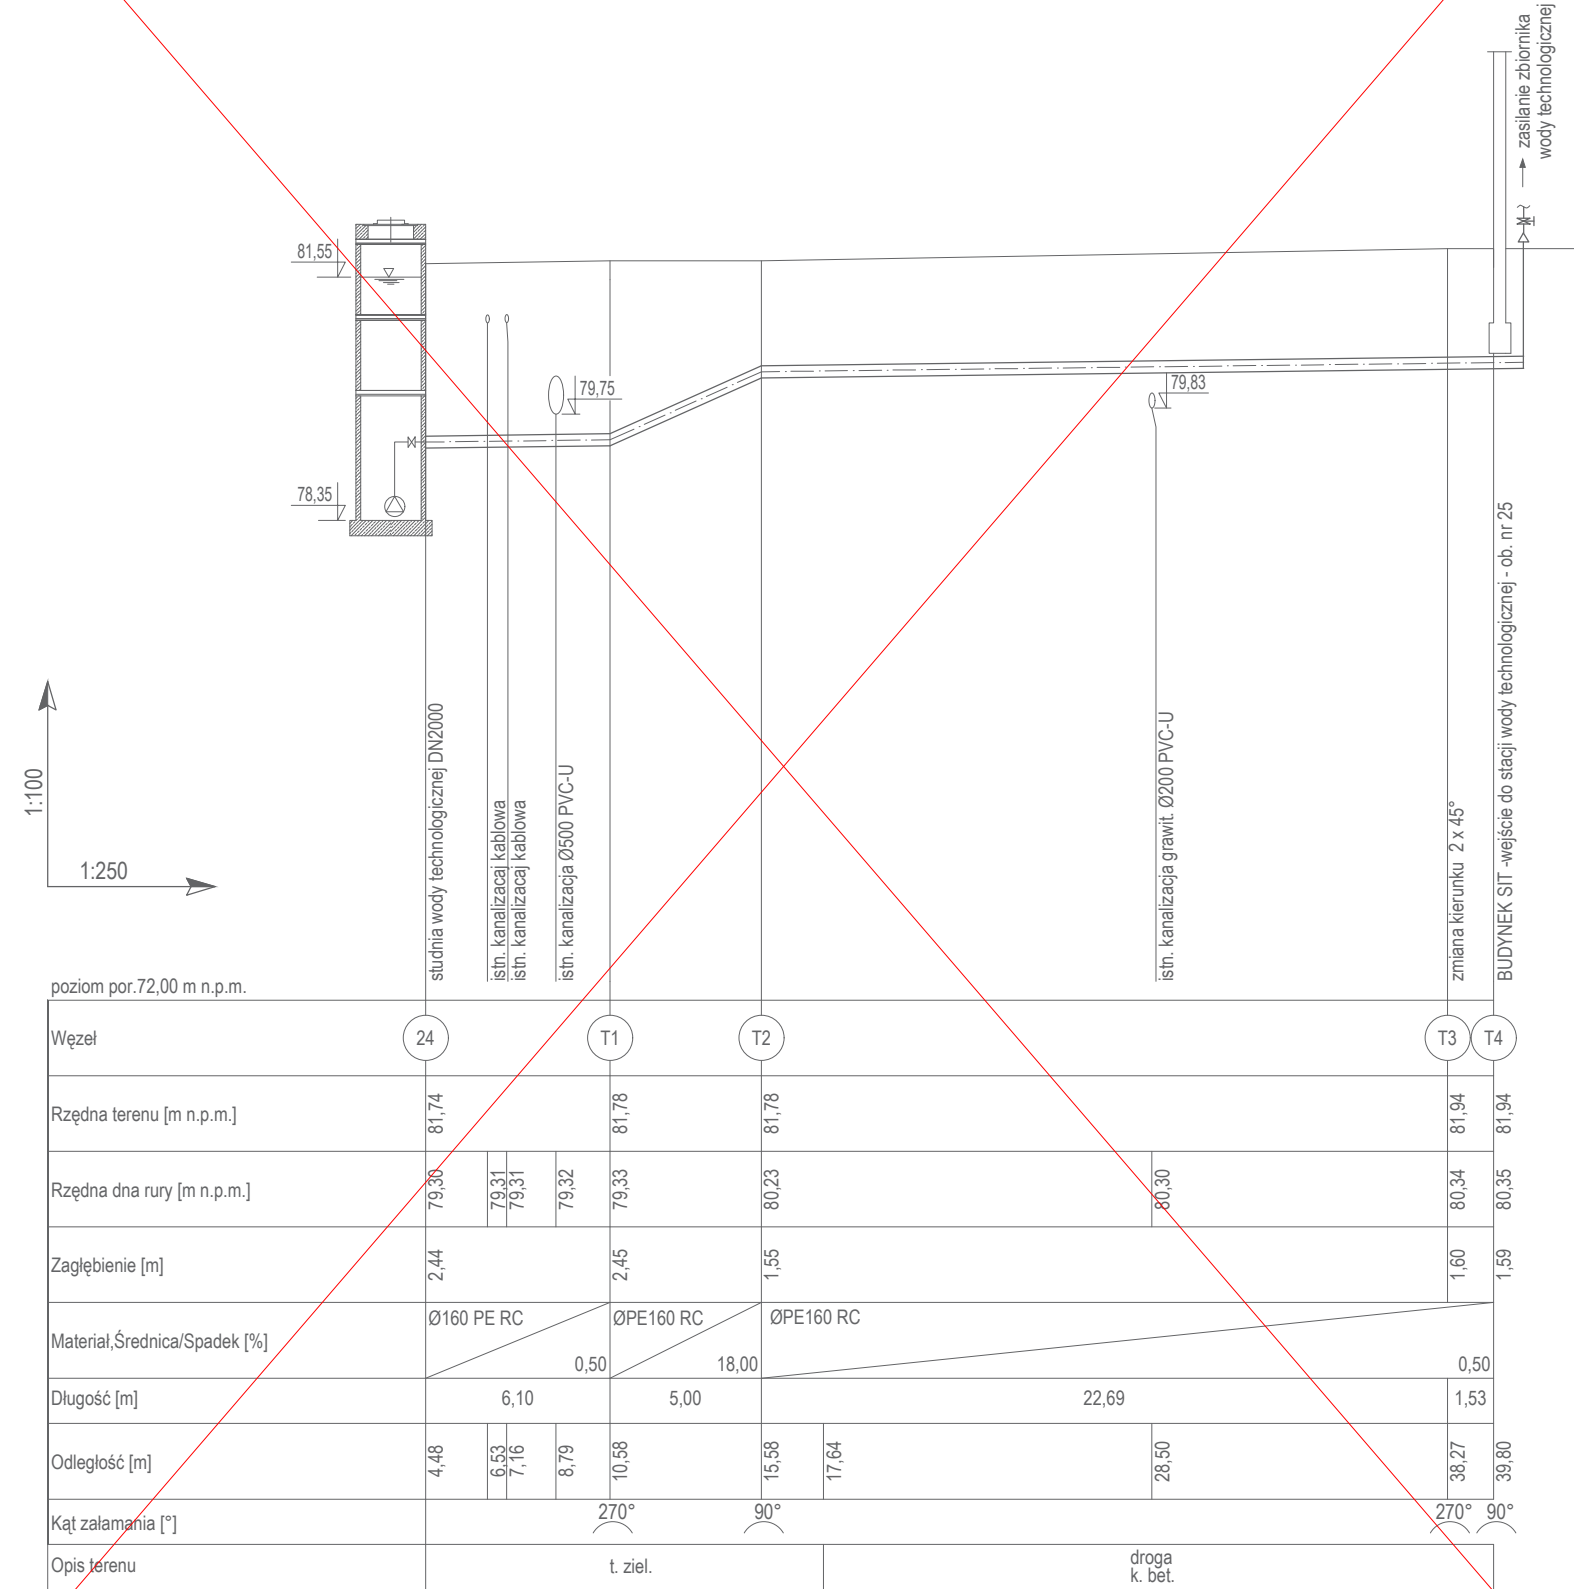 zasilanie zbiornika
wody technologicznej
81,55
79,75
79,83
78,35
1:100
1:250
studnia wody technologicznej DN2000
istn. kanalizacaj kablowa
istn. kanalizacaj kablowa
istn. kanalizacja Ø500 PVC-U
istn. kanalizacja grawit. Ø200 PVC-U
zmiana kierunku 2 x 45°
BUDYNEK SIT -wejście do stacji wody technologicznej - ob. nr 25
poziom por.72,00 m n.p.m.
Węzeł 24 T1 T2 T3 T4
Rzędna terenu [m n.p.m.] 81,74 81,78 81,78 81,94 81,94
Rzędna dna rury [m n.p.m.] 79,30 79,31 79,31 79,32 79,33 80,23 80,30 80,34 80,35
Zagłębienie [m] 2,44 2,45 1,55 1,60 1,59
Ø160 PE RC ØPE160 RC ØPE160 RC
Materiał,Średnica/Spadek [%]
0,50 18,00 0,50
Długość [m] 6,10 5,00 22,69 1,53
Odległość [m] 4,48 6,53 7,16 8,79 10,58 15,58 17,64 28,50 38,27 39,80
Kąt załamania [°] 270° 90° 270° 90°
Opis terenu t. ziel. droga
k. bet.